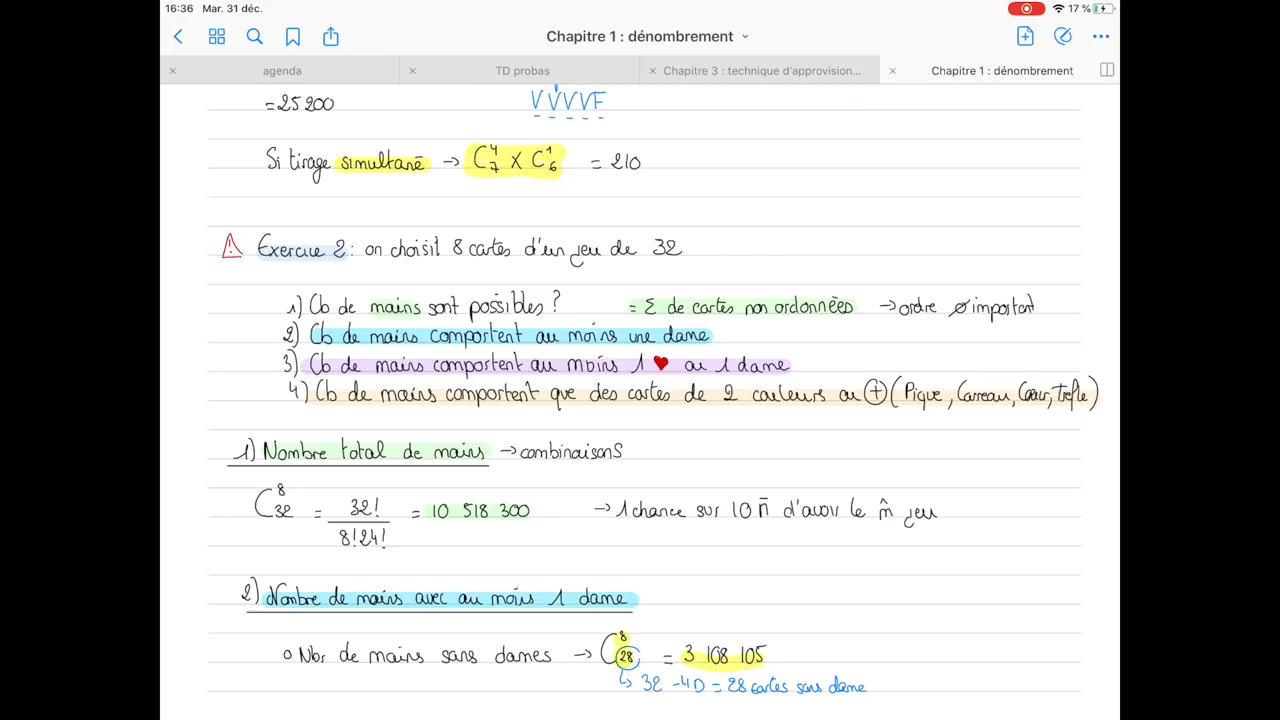 16:36 Mar. 31 déc. 17 %
Chapitre 1 : dénombrement
agenda TD probas Chapitre 3 : technique d'approvision... Chapitre 1 : dénombrement
= 25 200 V V V V F
Si tirage simultané → C₇⁴ × C₆¹ = 210
⚠ Exercice 2 : on choisit 8 cartes d'un jeu de 32
1) Cb de mains sont possibles ? = Σ de cartes non ordonnées → ordre ∅ important
2) Cb de mains comportent au moins une dame
3) Cb de mains comportent au moins 1 ♥ ou 1 dame
4) Cb de mains comportent que des cartes de 2 couleurs ou ⊕ (Pique, Carreau, Cœur, Trefle)
1) Nombre total de mains → combinaisons
C₃₂⁸ = 32! / 8!24! = 10 518 300 → 1 chance sur 10 n̄ d'avoir le m̂ jeu
2) Nombre de mains avec au moins 1 dame
o Nbr de mains sans dames → C₂₈⁸ = 3 108 105
↳ 32 - 4D = 28 cartes sans dame